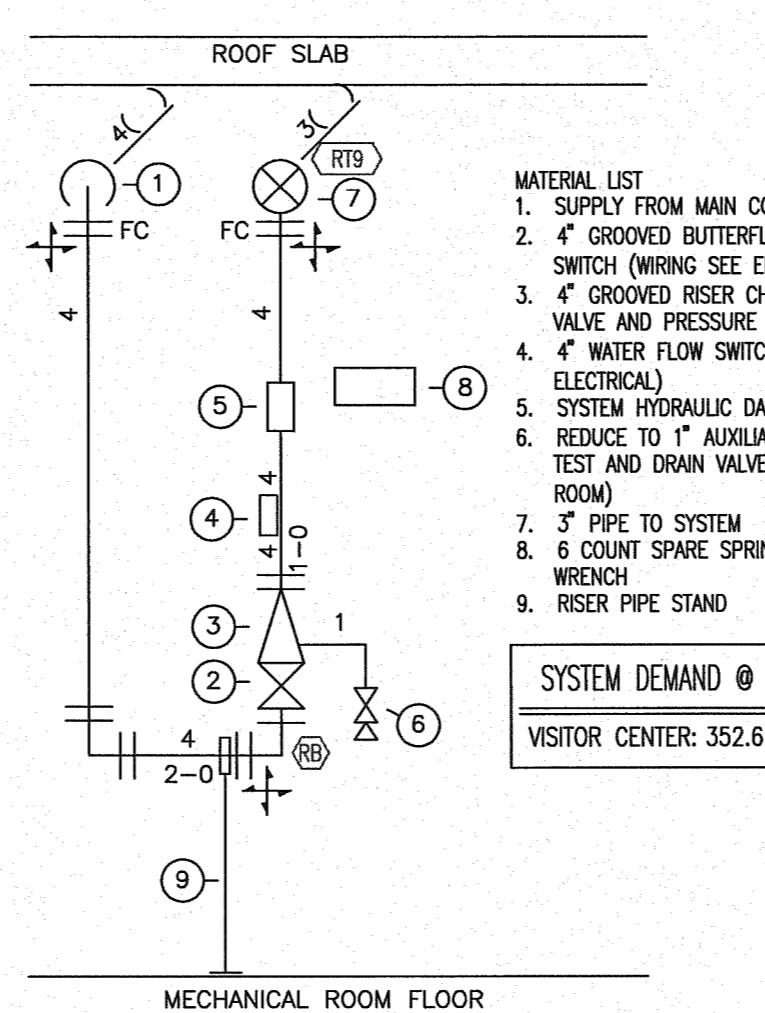 ROOF SLAB
4(
3(
RT9
1
7
FC
FC
4
4
5
8
4
4
4
1-0
3
1
2
6
4
2-0
RB
9
MECHANICAL ROOM FLOOR
MATERIAL LIST
1. SUPPLY FROM MAIN CO
2. 4" GROOVED BUTTERFL
SWITCH (WIRING SEE E
3. 4" GROOVED RISER CH
VALVE AND PRESSURE
4. 4" WATER FLOW SWITC
ELECTRICAL)
5. SYSTEM HYDRAULIC DA
6. REDUCE TO 1" AUXILIA
TEST AND DRAIN VALVE
ROOM)
7. 3" PIPE TO SYSTEM
8. 6 COUNT SPARE SPRIN
WRENCH
9. RISER PIPE STAND
SYSTEM DEMAND @
VISITOR CENTER: 352.6